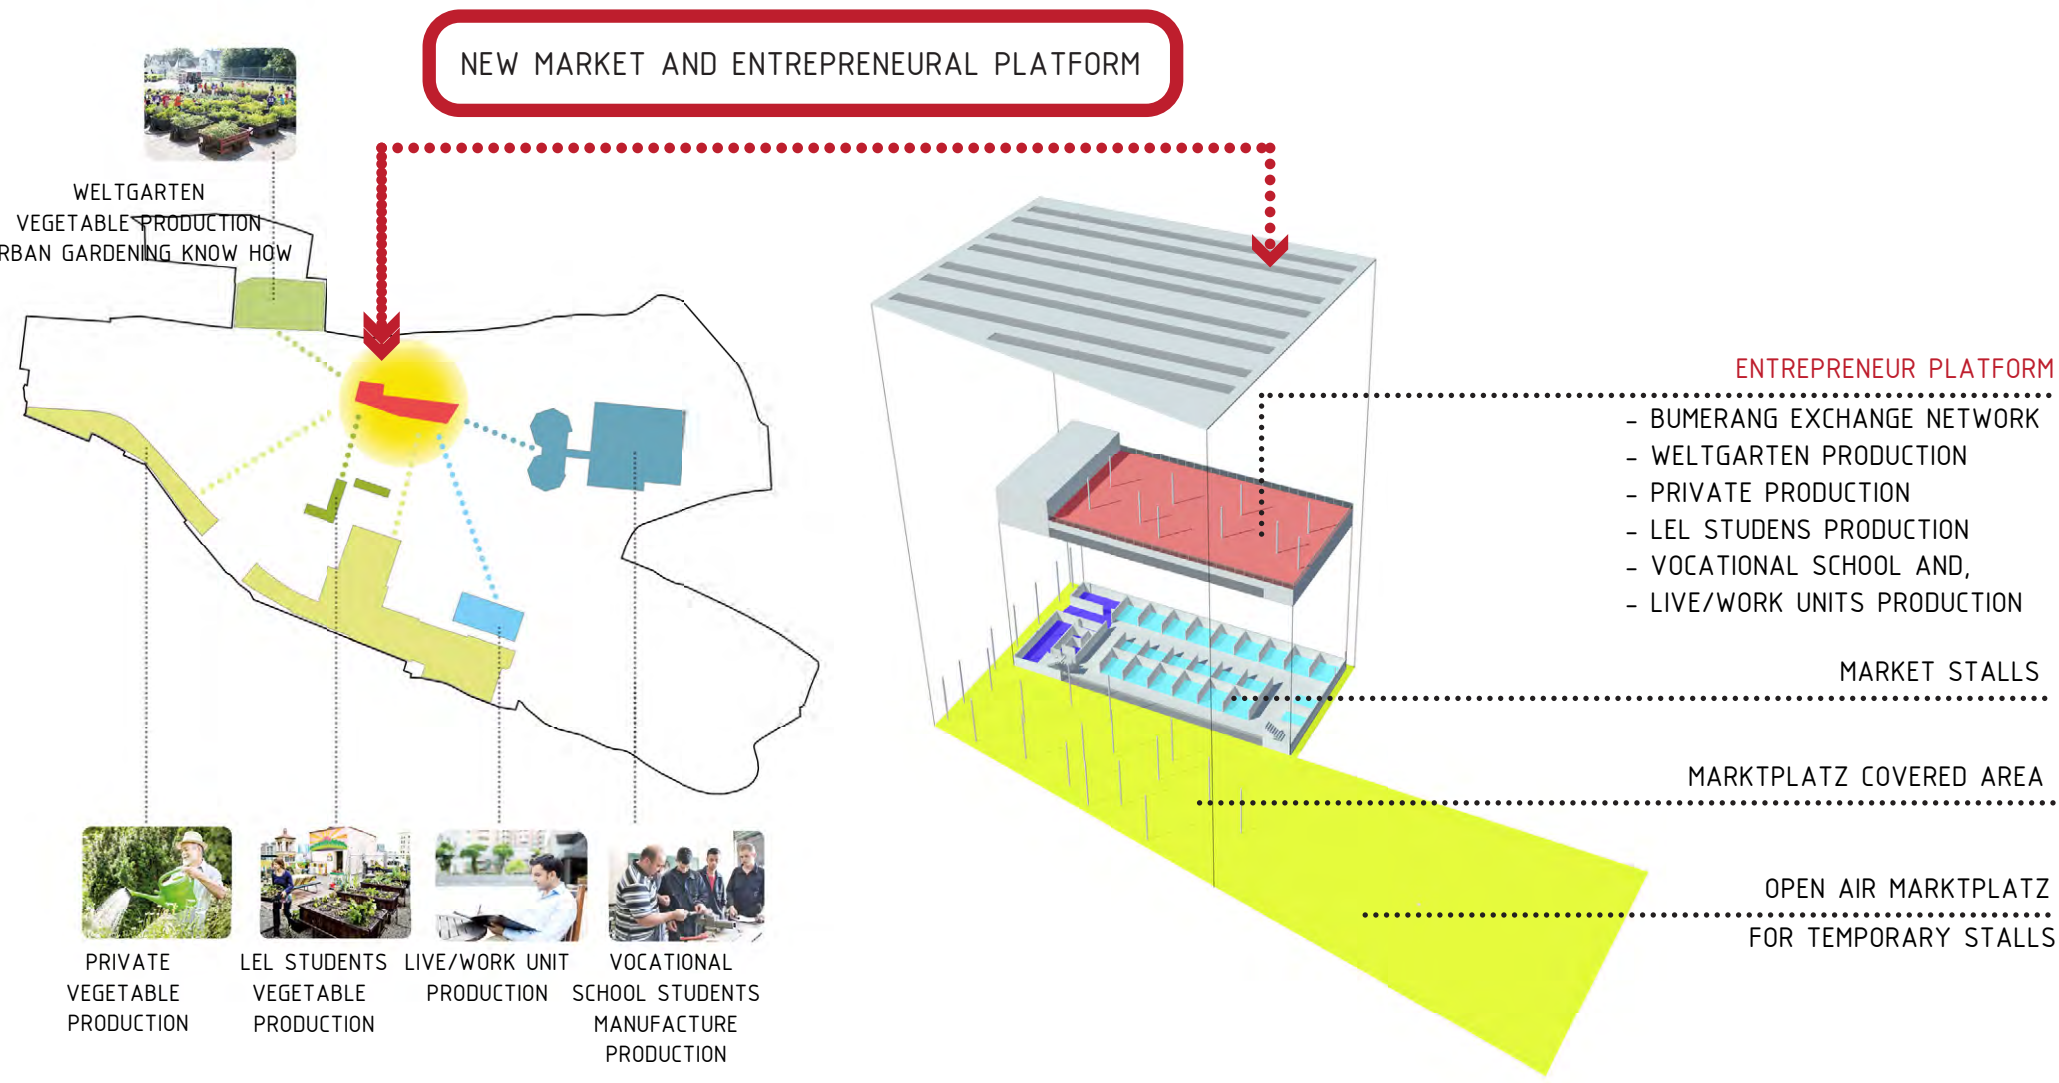 NEW MARKET AND ENTREPRENEURAL PLATFORM
WELTGARTEN
VEGETABLE PRODUCTION
RBAN GARDENING KNOW HOW
ENTREPRENEUR PLATFORM
- BUMERANG EXCHANGE NETWORK
- WELTGARTEN PRODUCTION
- PRIVATE PRODUCTION
- LEL STUDENS PRODUCTION
- VOCATIONAL SCHOOL AND,
- LIVE/WORK UNITS PRODUCTION
MARKET STALLS
MARKTPLATZ COVERED AREA
OPEN AIR MARKTPLATZ
FOR TEMPORARY STALLS
PRIVATE
VEGETABLE
PRODUCTION
LEL STUDENTS
VEGETABLE
PRODUCTION
LIVE/WORK UNIT
PRODUCTION
VOCATIONAL
SCHOOL STUDENTS
MANUFACTURE
PRODUCTION